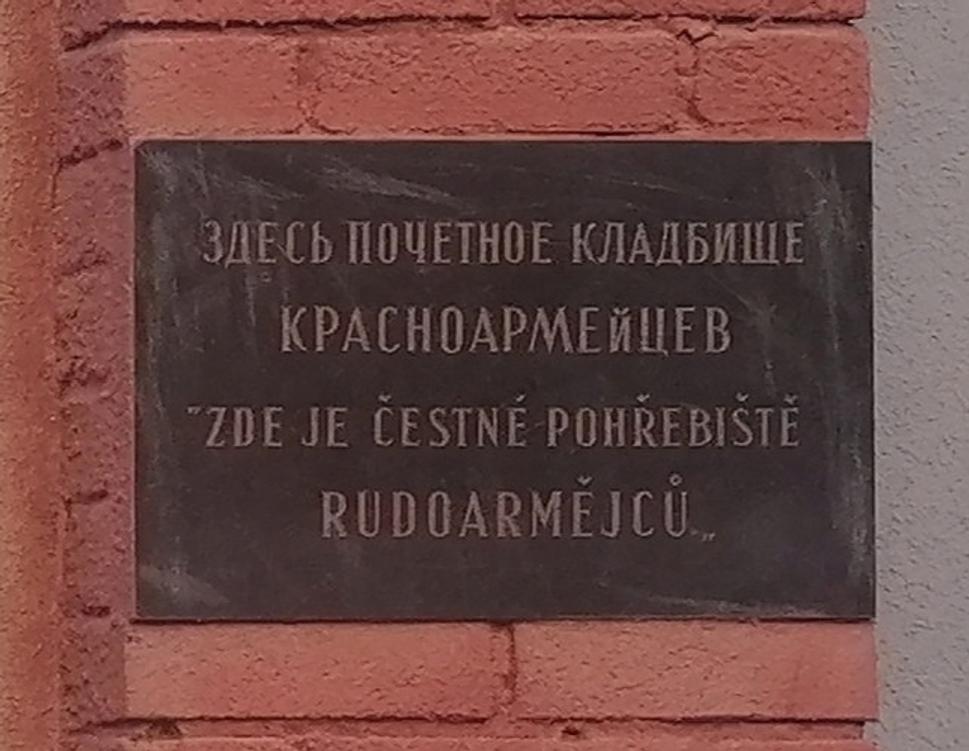 ЗДЕСЬ ПОЧЕТНОЕ КЛАДБИЩЕ
КРАСНОАРМЕЙЦЕВ
"ZDE JE ČESTNÉ POHŘEBIŠTĚ
RUDOARMĚJCŮ„